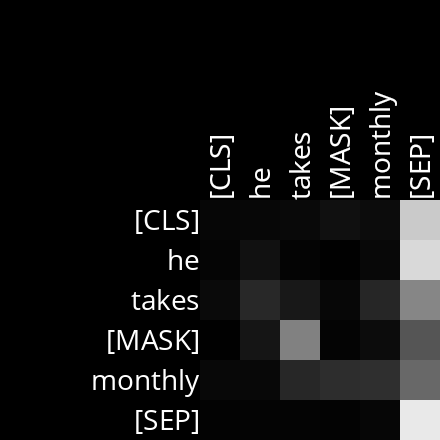 [CLS]
he
takes
[MASK]
monthly
[SEP]
[CLS]
he
takes
[MASK]
monthly
[SEP]